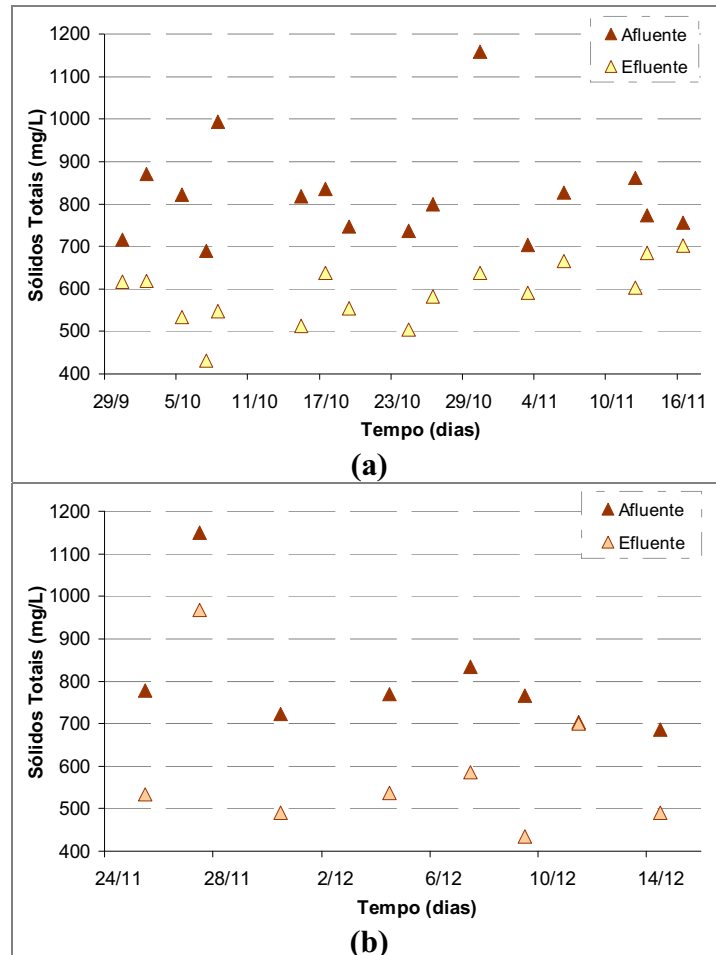 1200
1100
1000
900
800
700
600
500
400
Sólidos Totais (mg/L)
Afluente
Efluente
29/9 5/10 11/10 17/10 23/10 29/10 4/11 10/11 16/11
Tempo (dias)
(a)
1200
1100
1000
900
800
700
600
500
400
Sólidos Totais (mg/L)
Afluente
Efluente
24/11 28/11 2/12 6/12 10/12 14/12
Tempo (dias)
(b)